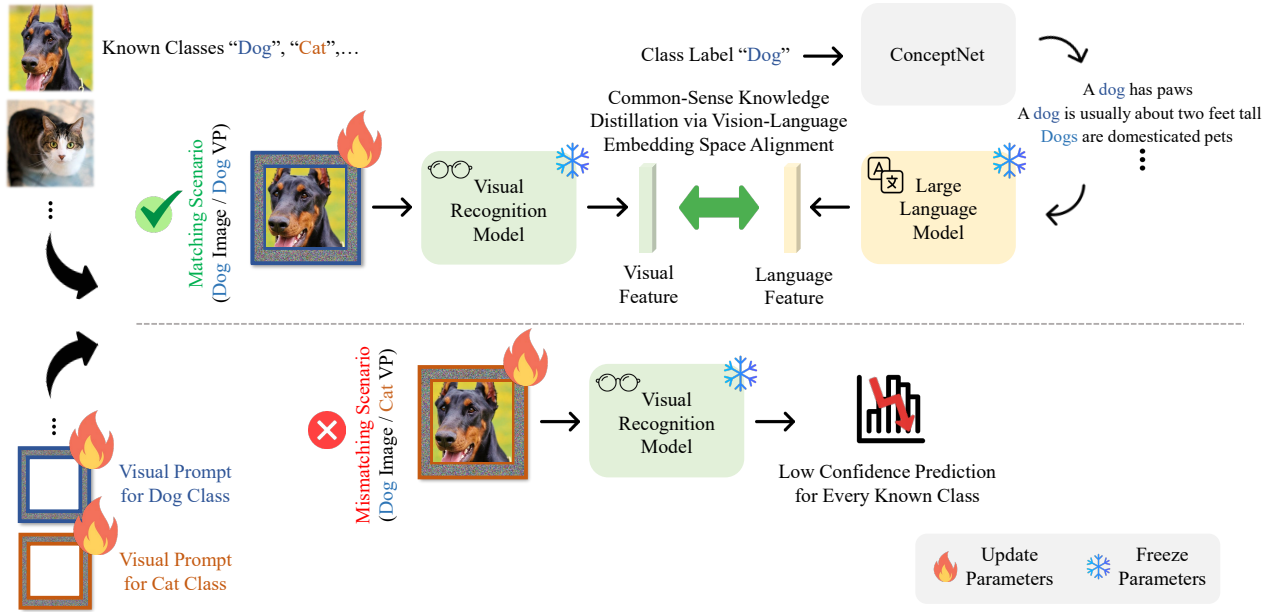 Known Classes “Dog”, “Cat”,…
Class Label “Dog”
ConceptNet
A dog has paws
A dog is usually about two feet tall
Dogs are domesticated pets
Common-Sense Knowledge
Distillation via Vision-Language
Embedding Space Alignment
Matching Scenario
(Dog Image / Dog VP)
Visual
Recognition
Model
Visual
Feature
Language
Feature
A
文
Large
Language
Model
Mismatching Scenario
(Dog Image / Cat VP)
Visual
Recognition
Model
Low Confidence Prediction
for Every Known Class
Visual Prompt
for Dog Class
Visual Prompt
for Cat Class
Update
Parameters
Freeze
Parameters